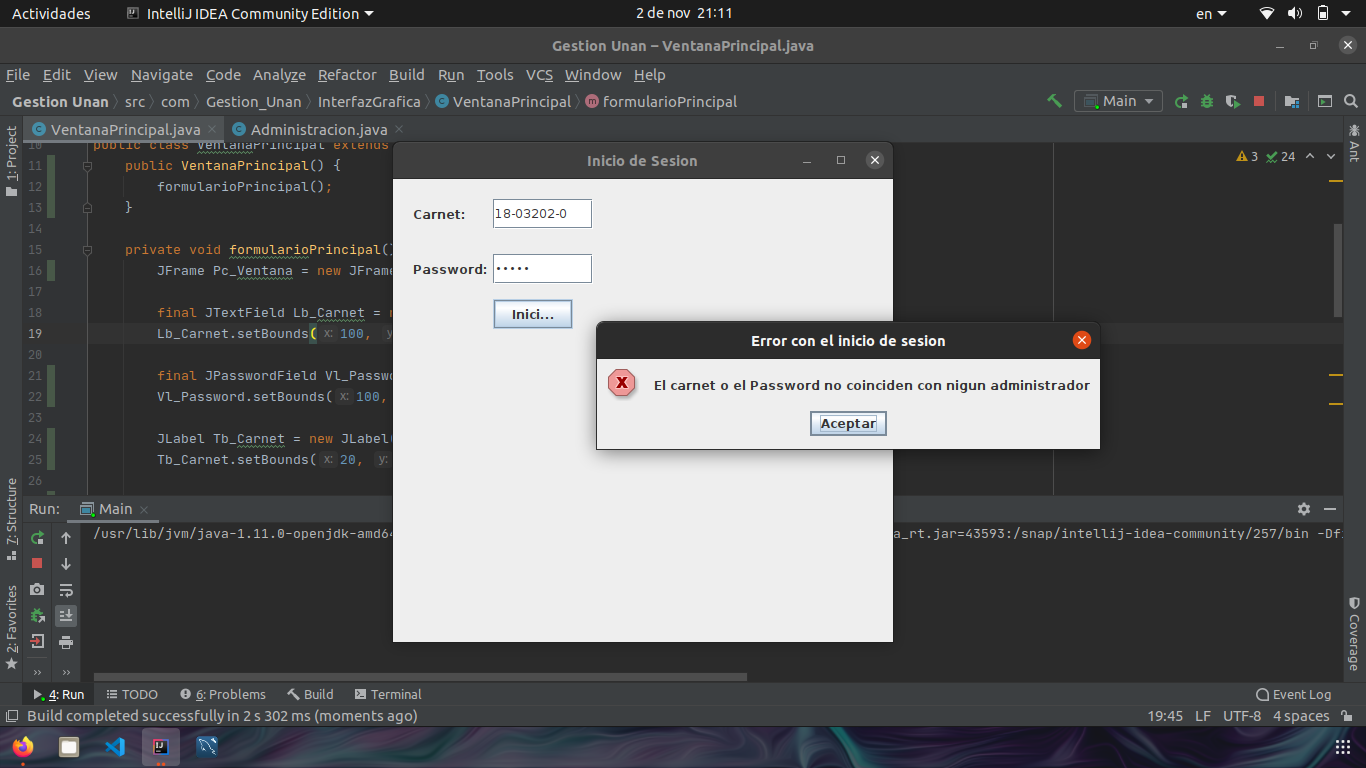 Actividades IntelliJ IDEA Community Edition 2 de nov 21:11 en
Gestion Unan – VentanaPrincipal.java
File Edit View Navigate Code Analyze Refactor Build Run Tools VCS Window Help
Gestion Unan src com Gestion_Unan InterfazGrafica VentanaPrincipal formularioPrincipal Main
VentanaPrincipal.java Administracion.java
10 public class VentanaPrincipal extends
11 public VentanaPrincipal() {
12 formularioPrincipal();
13 }
14
15 private void formularioPrincipal()
16 JFrame Pc_Ventana = new JFrame
17
18 final JTextField Lb_Carnet =
19 Lb_Carnet.setBounds( x: 100, y:
20
21 final JPasswordField Vl_Passw
22 Vl_Password.setBounds( x: 100,
23
24 JLabel Tb_Carnet = new JLabel(
25 Tb_Carnet.setBounds( x: 20, y:
26
3 24
1: Project
7: Structure
2: Favorites
Ant
Coverage
Inicio de Sesion
Carnet: 18-03202-0
Password: •••••
Inici...
Error con el inicio de sesion
El carnet o el Password no coinciden con nigun administrador
Aceptar
Run: Main
/usr/lib/jvm/java-1.11.0-openjdk-amd64 a_rt.jar=43593:/snap/intellij-idea-community/257/bin -Df
4: Run TODO 6: Problems Build Terminal Event Log
Build completed successfully in 2 s 302 ms (moments ago) 19:45 LF UTF-8 4 spaces